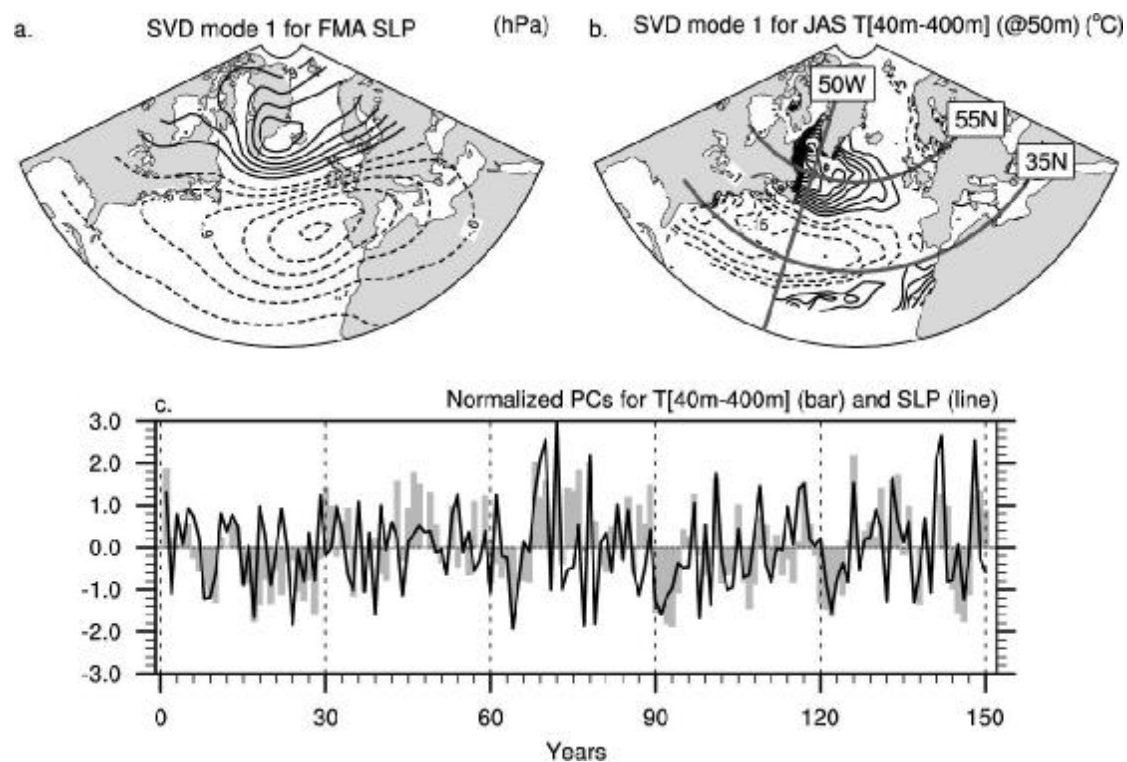 a. SVD mode 1 for FMA SLP (hPa)
b. SVD mode 1 for JAS T[40m-400m] (@50m) (°C)
50W
55N
35N
c. Normalized PCs for T[40m-400m] (bar) and SLP (line)
3.0
2.0
1.0
0.0
-1.0
-2.0
-3.0
0 30 60 90 120 150
Years